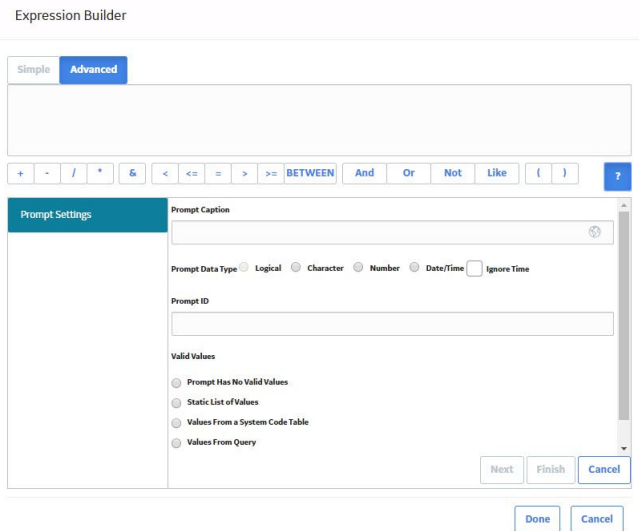 Expression Builder
Simple Advanced
+ - / * & < <= = > >= BETWEEN And Or Not Like ( ) ?
Prompt Settings
Prompt Caption
Prompt Data Type Logical Character Number Date/Time Ignore Time
Prompt ID
Valid Values
Prompt Has No Valid Values
Static List of Values
Values From a System Code Table
Values From Query
Next Finish Cancel
Done Cancel